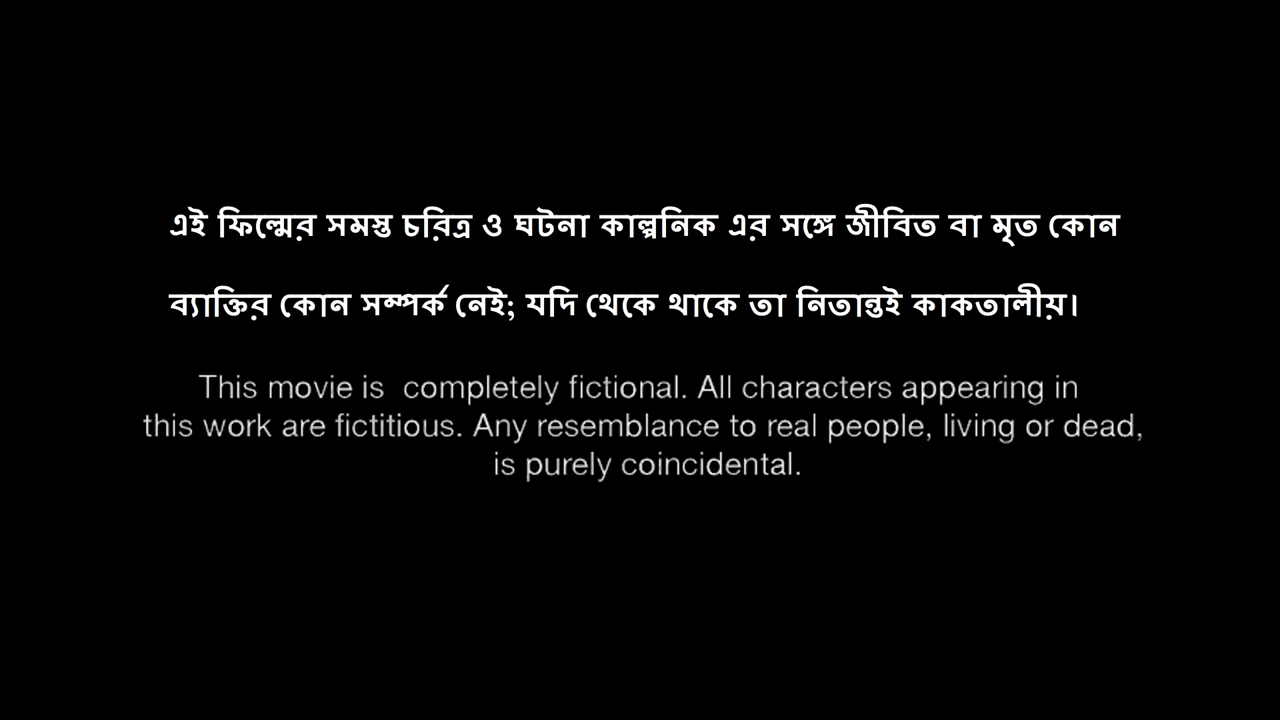 এই ফিল্মের সমস্ত চরিত্র ও ঘটনা কাল্পনিক এর সঙ্গে জীবিত বা মৃত কোন
ব্যাক্তির কোন সম্পর্ক নেই; যদি থেকে থাকে তা নিতান্তই কাকতালীয়।
This movie is  completely fictional. All characters appearing in
this work are fictitious. Any resemblance to real people, living or dead,
is purely coincidental.